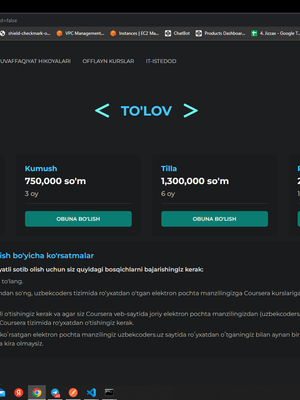 d=false
shield-checkmark-o... VPC Management... Instances | EC2 Ma... ChatBot Products Dashboar... 4. Jizzax - Google T...
UVAFFAQIYAT HIKOYALARI OFFLAYN KURSLAR IT-ISTEDOD
< TO'LOV >
Kumush
750,000 so'm
3 oy
OBUNA BO'LISH
Tilla
1,300,000 so'm
6 oy
OBUNA BO'LISH
ish bo'yicha ko'rsatmalar
yatli sotib olish uchun siz quyidagi bosqichlarni bajarishingiz kerak:
to'lang.
ndan so'ng, uzbekcoders tizimida ro'yxatdan o'tgan elektron pochta manzilingizga Coursera kurslariga
li o'tishingiz kerak va agar siz Coursera veb-saytida joriy elektron pochta manzilingizdan (uzbekcoders
Coursera tizimida ro'yxatdan o'tishingiz kerak.
ko'rsatgan elektron pochta manzilingiz uzbekcoders.uz saytida ro'yxatdan o'tganingiz bilan aynan bir
a kira olmaysiz.